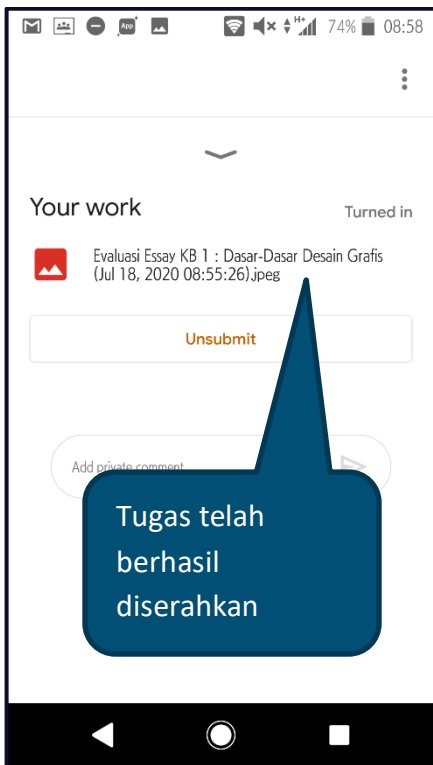 App
H+
74%
08:58
Your work
Turned in
Evaluasi Essay KB 1 : Dasar-Dasar Desain Grafis
(Jul 18, 2020 08:55:26).jpeg
Unsubmit
Add private comment
Tugas telah
berhasil
diserahkan